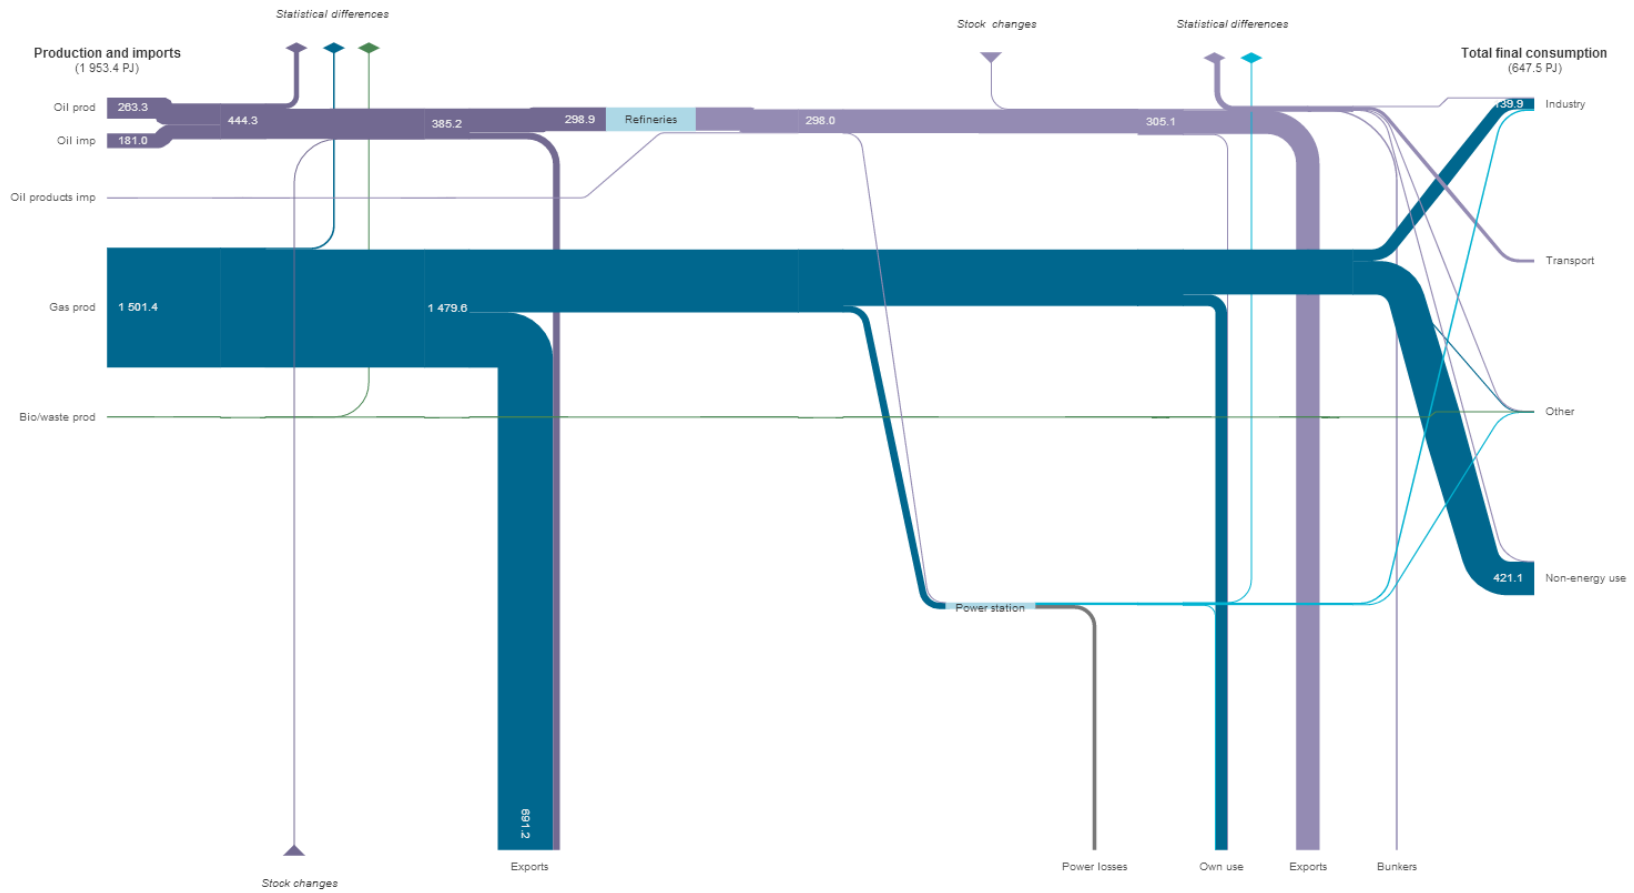 Statistical differences
Stock changes
Statistical differences
Production and imports
(1 953.4 PJ)
Total final consumption
(647.5 PJ)
Oil prod
263.3
444.3
385.2
298.9
Refineries
298.0
305.1
Industry
Oil imp
181.0
Oil products imp
Transport
Gas prod
1 501.4
1 479.6
Bio/waste prod
Other
421.1
Non-energy use
Power station
691.2
Exports
Power losses
Own use
Exports
Bunkers
Stock changes